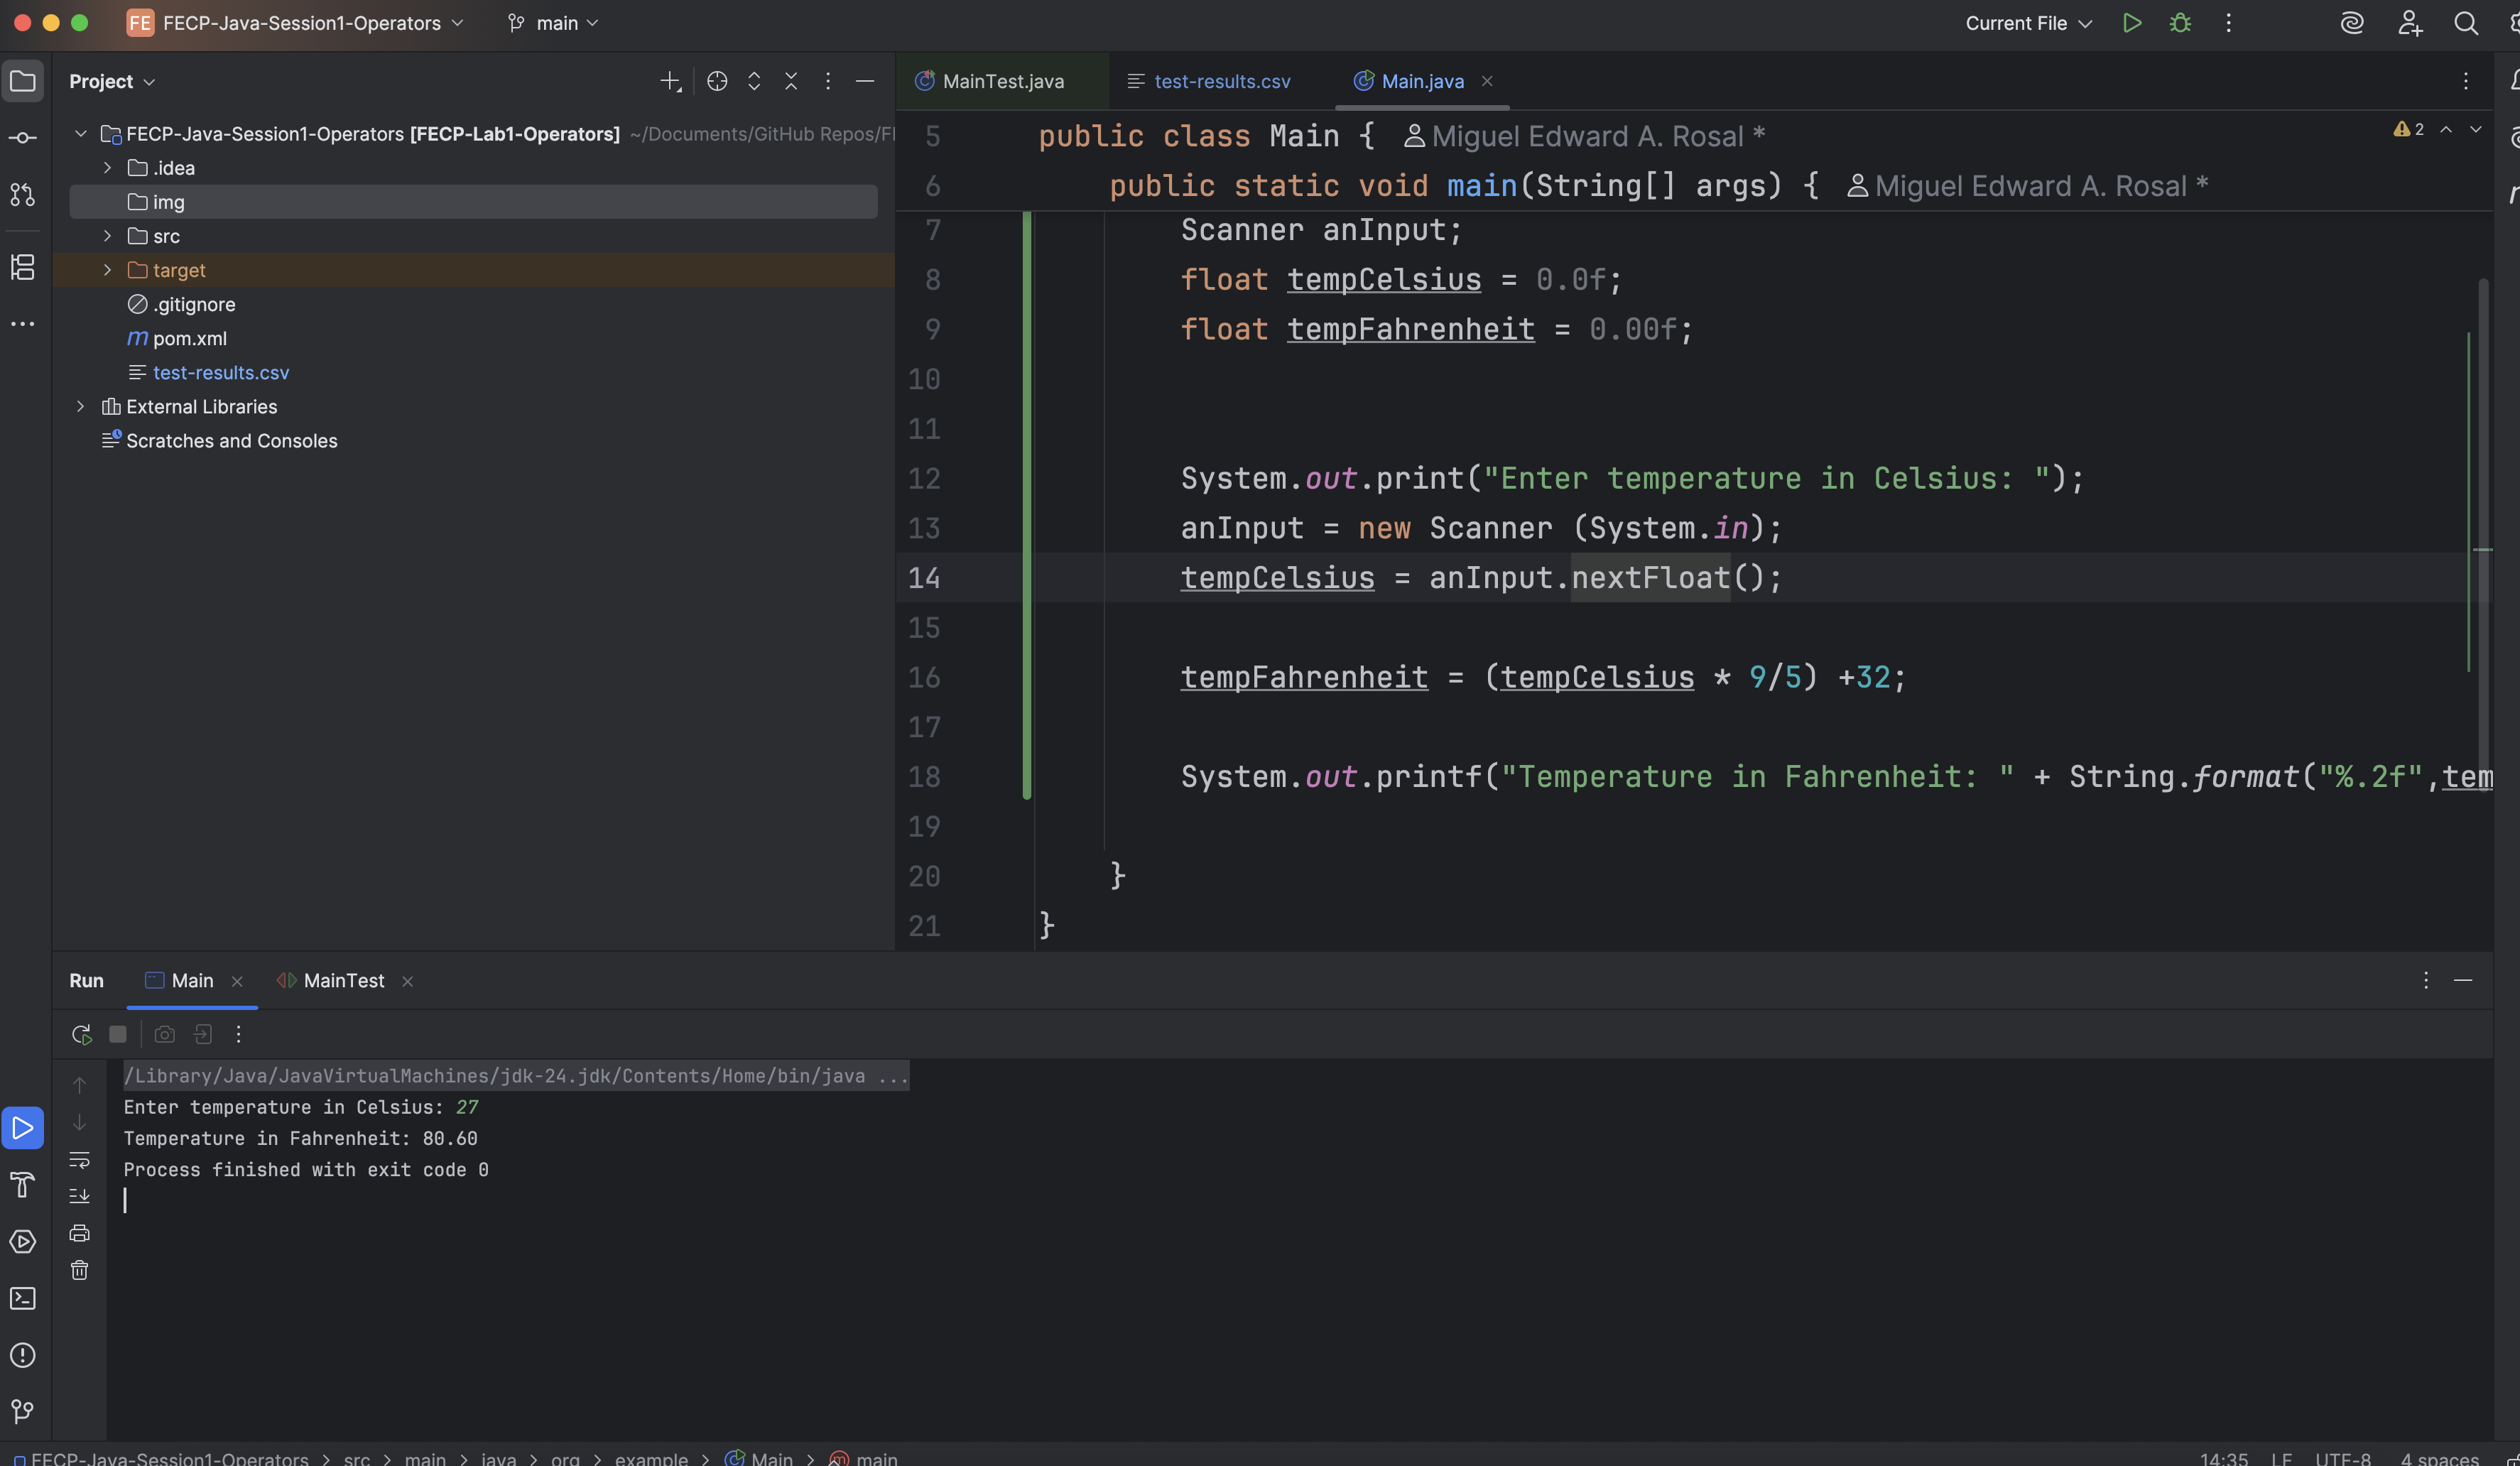 FE FECP-Java-Session1-Operators main Current File
Project
MainTest.java test-results.csv Main.java
FECP-Java-Session1-Operators [FECP-Lab1-Operators] ~/Documents/GitHub Repos/
.idea
img
src
target
.gitignore
m pom.xml
test-results.csv
External Libraries
Scratches and Consoles
2
5 public class Main { Miguel Edward A. Rosal *
6 public static void main(String[] args) { Miguel Edward A. Rosal *
7 Scanner anInput;
8 float tempCelsius = 0.0f;
9 float tempFahrenheit = 0.00f;
10
11
12 System.out.print("Enter temperature in Celsius: ");
13 anInput = new Scanner (System.in);
14 tempCelsius = anInput.nextFloat();
15
16 tempFahrenheit = (tempCelsius * 9/5) +32;
17
18 System.out.printf("Temperature in Fahrenheit: " + String.format("%.2f",tem
19
20 }
21 }
Run Main MainTest
/Library/Java/JavaVirtualMachines/jdk-24.jdk/Contents/Home/bin/java ...
Enter temperature in Celsius: 27
Temperature in Fahrenheit: 80.60
Process finished with exit code 0
FECP-Java-Session1-Operators > src > main > java > org > example > Main > m main
14:35 LF UTF-8 4 spaces